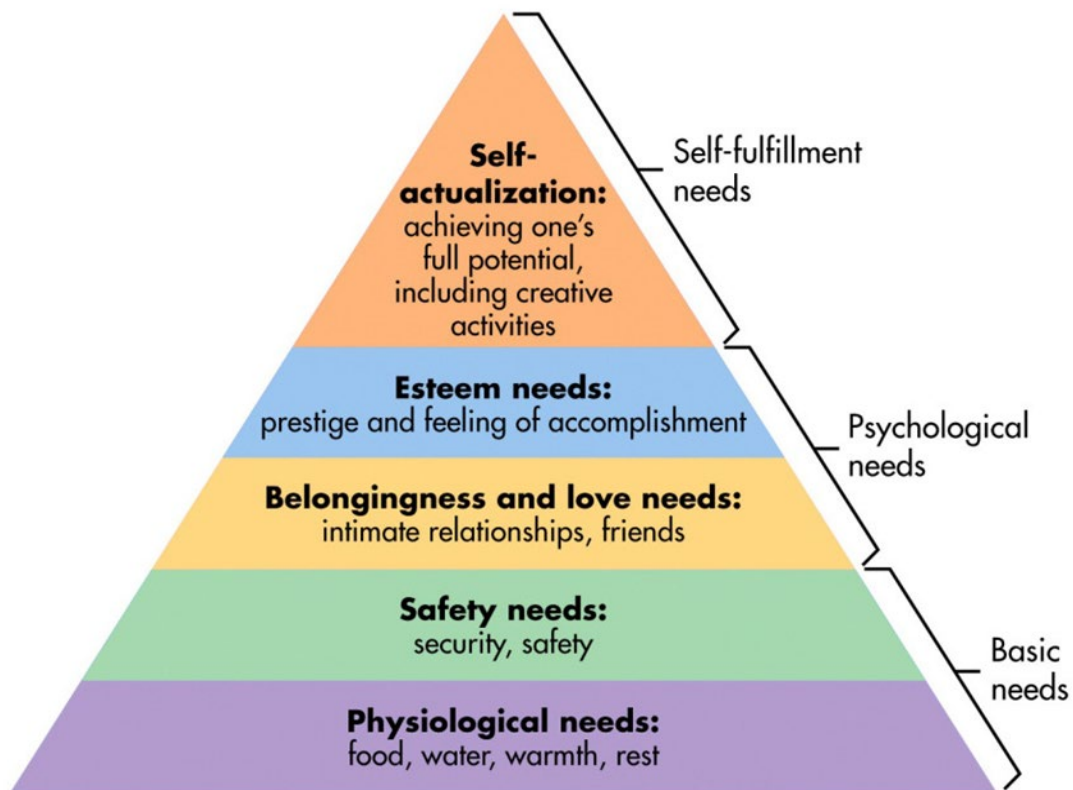 Self-
actualization:
achieving one's
full potential,
including creative
activities
Self-fulfillment
needs
Esteem needs:
prestige and feeling of accomplishment
Psychological
needs
Belongingness and love needs:
intimate relationships, friends
Safety needs:
security, safety
Basic
needs
Physiological needs:
food, water, warmth, rest